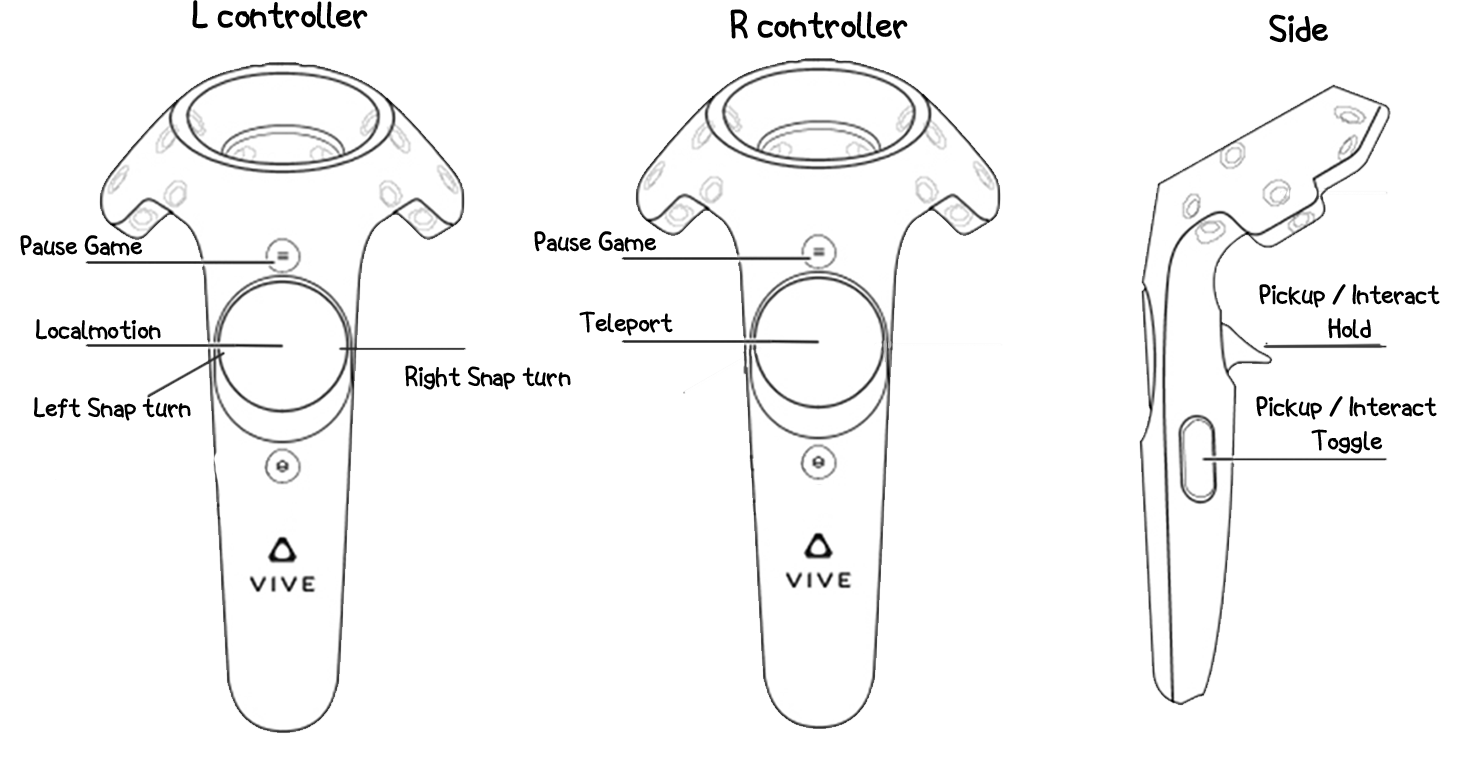 L controller
R controller
Side
Pause Game
Pause Game
Pickup / Interact
Hold
Localmotion
Teleport
Right Snap turn
Left Snap turn
Pickup / Interact
Toggle
VIVE
VIVE